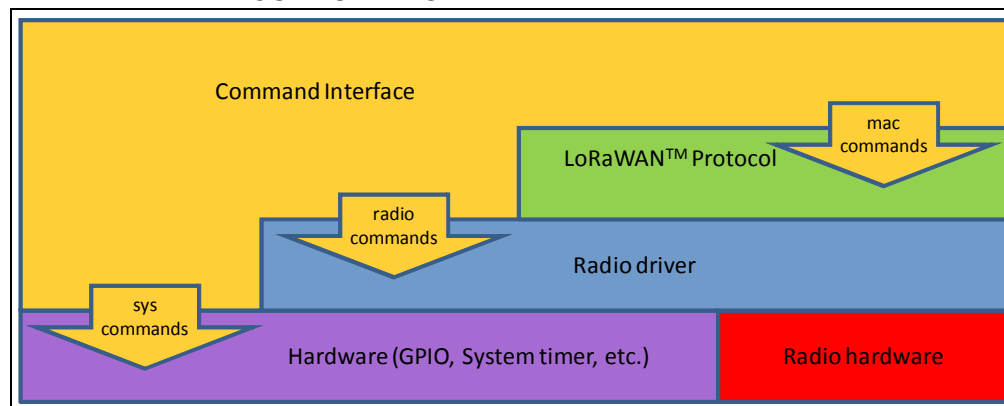 Command Interface
mac
commands
LoRaWAN™ Protocol
radio
commands
Radio driver
sys
commands
Hardware (GPIO, System timer, etc.)
Radio hardware